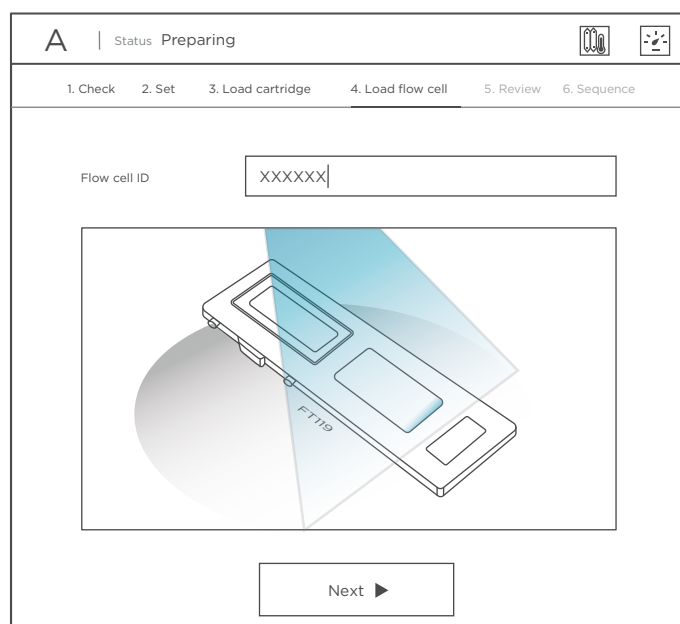 A | Status Preparing
1. Check 2. Set 3. Load cartridge 4. Load flow cell 5. Review 6. Sequence
Flow cell ID XXXXXX
FT119
Next ▶